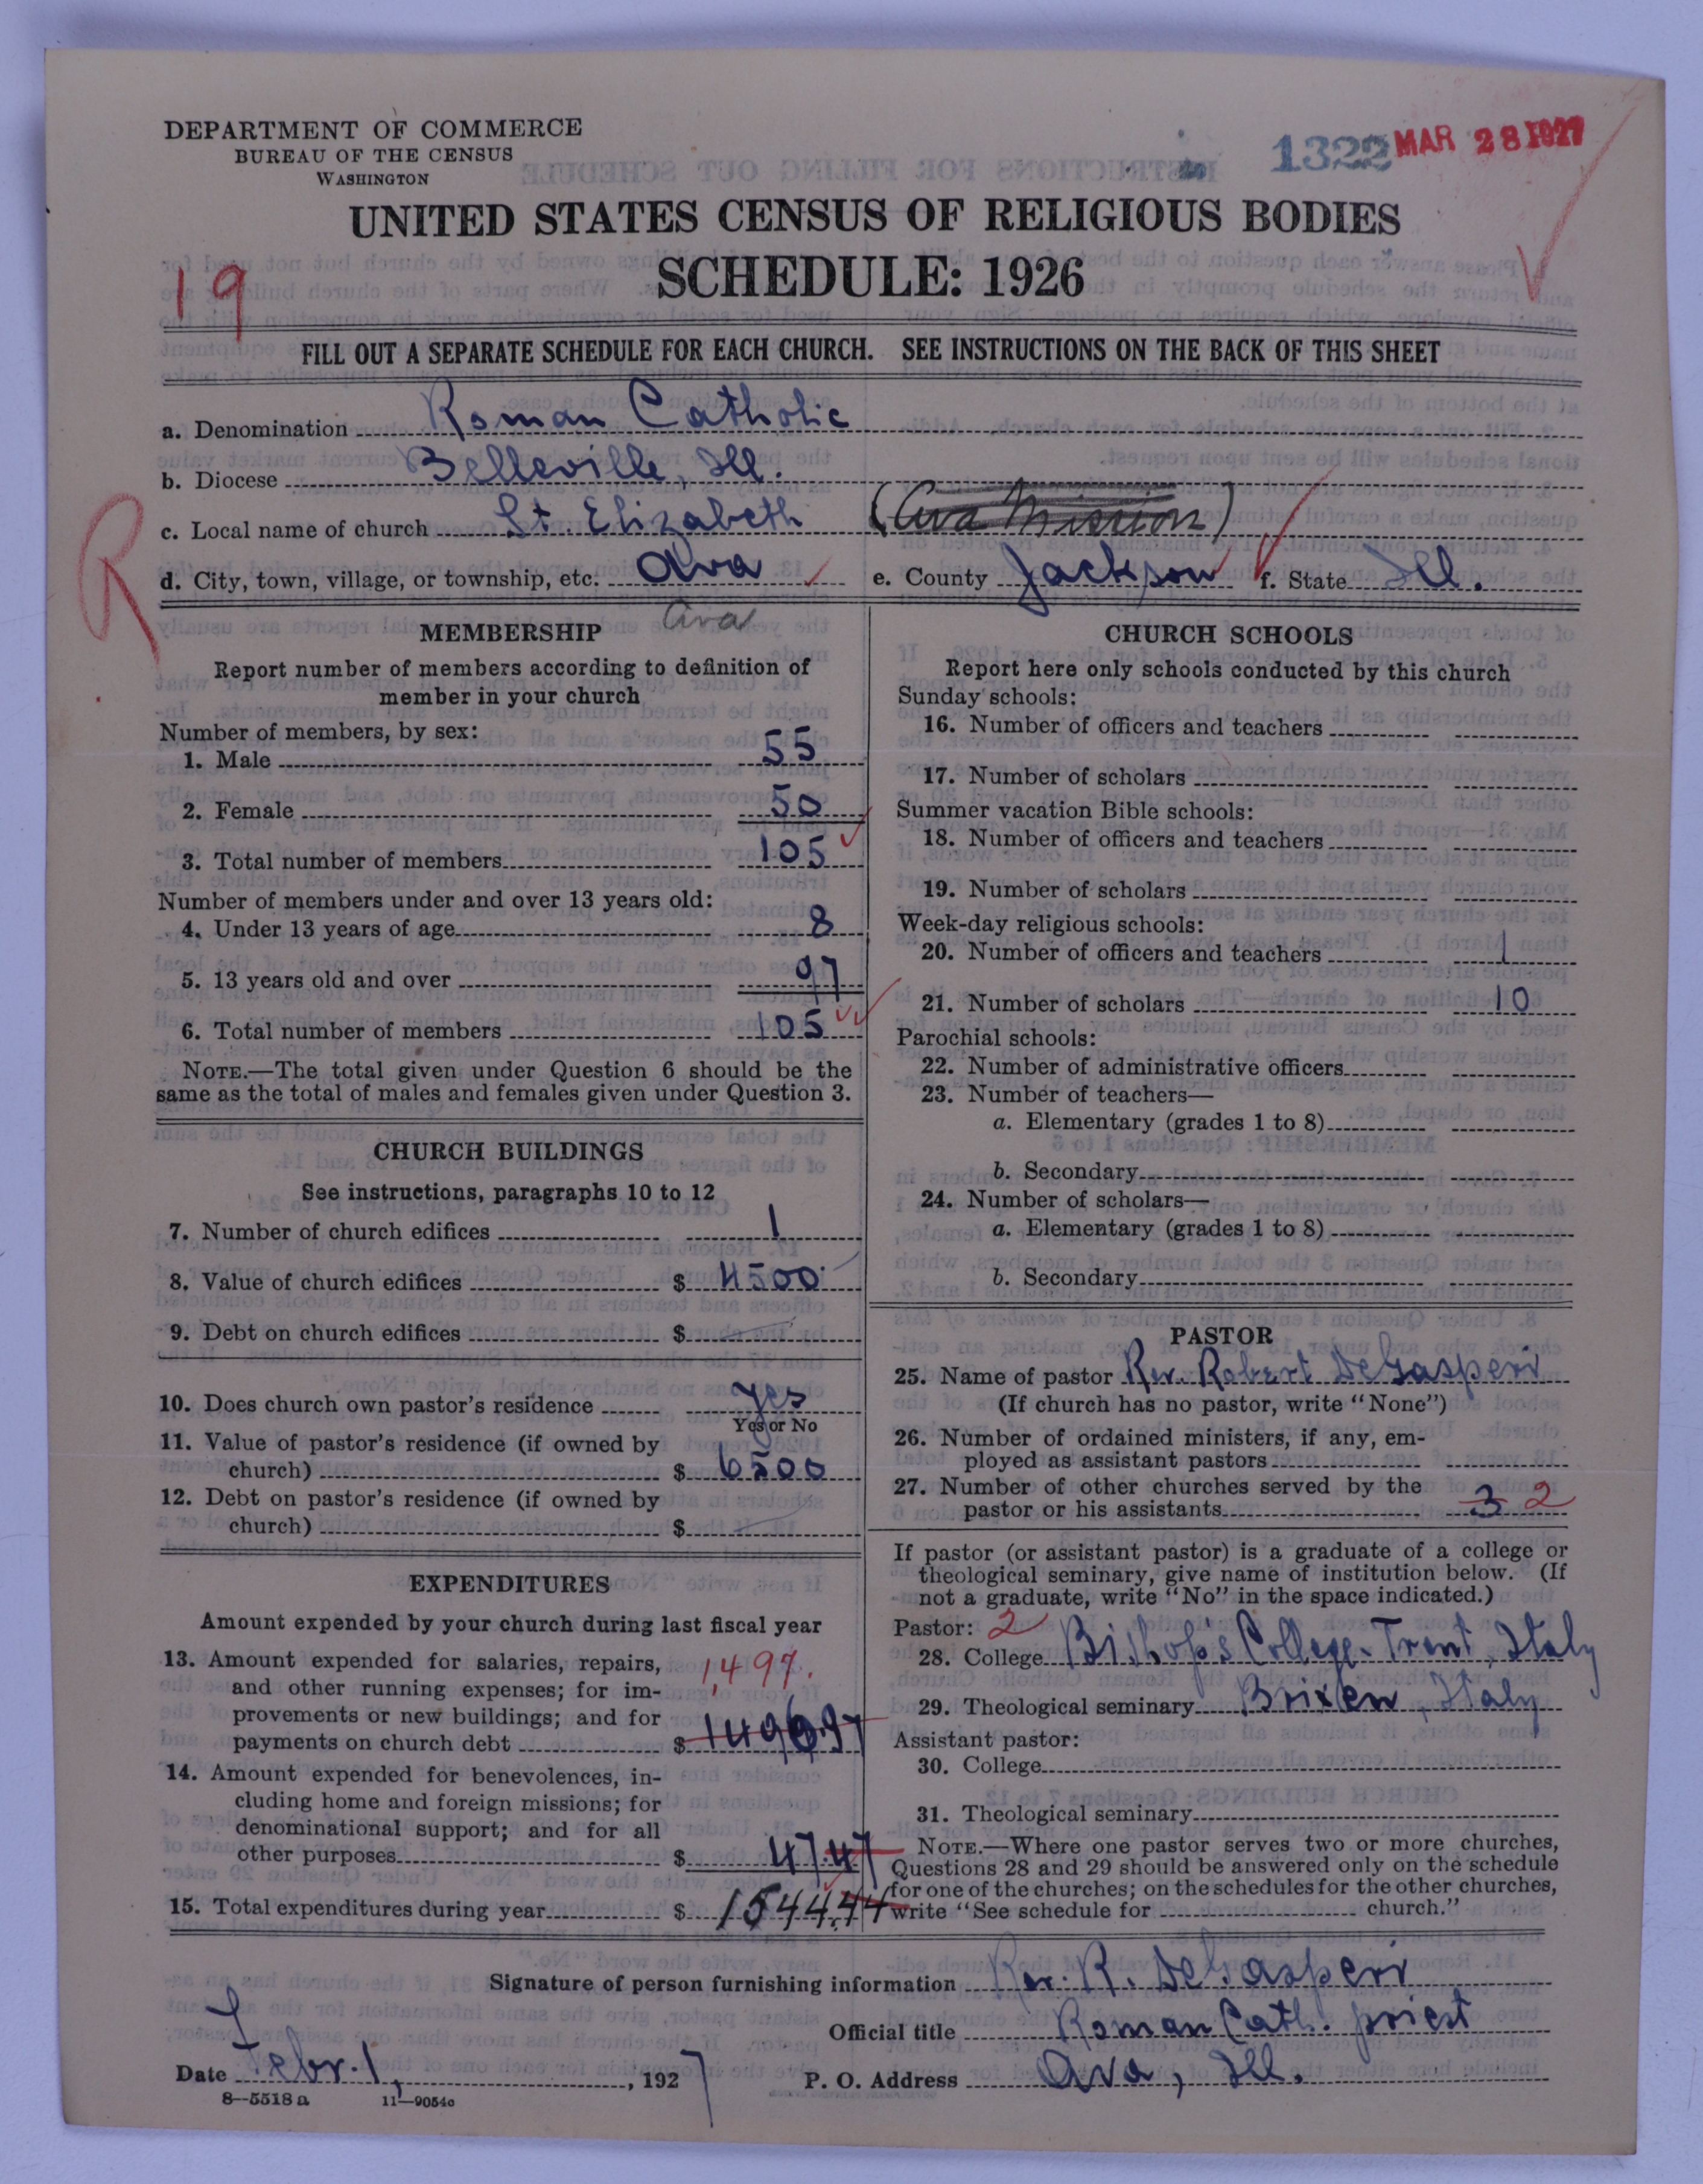 DEPARTMENT OF COMMERCE
BUREAU OF THE CENSUS
WASHINGTON
1322 MAR 28 1927
UNITED STATES CENSUS OF RELIGIOUS BODIES
SCHEDULE: 1926
19
FILL OUT A SEPARATE SCHEDULE FOR EACH CHURCH. SEE INSTRUCTIONS ON THE BACK OF THIS SHEET
a. Denomination Roman Catholic
b. Diocese Belleville, Ill.
c. Local name of church St. Elizabeth (Ava Mission)
d. City, town, village, or township, etc. Ava e. County Jackson f. State Ill.
R
Ava
MEMBERSHIP
Report number of members according to definition of
member in your church
Number of members, by sex:
1. Male 55
2. Female 50
3. Total number of members 105
Number of members under and over 13 years old:
4. Under 13 years of age 8
5. 13 years old and over 97
6. Total number of members 105
NOTE.—The total given under Question 6 should be the
same as the total of males and females given under Question 3.
CHURCH BUILDINGS
See instructions, paragraphs 10 to 12
7. Number of church edifices 1
8. Value of church edifices $ 4500
9. Debt on church edifices $
10. Does church own pastor's residence yes
Yes or No
11. Value of pastor's residence (if owned by
church) $ 6500
12. Debt on pastor's residence (if owned by
church) $
EXPENDITURES
Amount expended by your church during last fiscal year
13. Amount expended for salaries, repairs, 1,497.
and other running expenses; for im-
provements or new buildings; and for
payments on church debt $ 1496.97
14. Amount expended for benevolences, in-
cluding home and foreign missions; for
denominational support; and for all
other purposes $ 47.47
15. Total expenditures during year $ 1544.44
CHURCH SCHOOLS
Report here only schools conducted by this church
Sunday schools:
16. Number of officers and teachers
17. Number of scholars
Summer vacation Bible schools:
18. Number of officers and teachers
19. Number of scholars
Week-day religious schools:
20. Number of officers and teachers 1
21. Number of scholars 10
Parochial schools:
22. Number of administrative officers
23. Number of teachers—
a. Elementary (grades 1 to 8)
b. Secondary
24. Number of scholars—
a. Elementary (grades 1 to 8)
b. Secondary
PASTOR
25. Name of pastor Rev. Robert DeGasperi
(If church has no pastor, write "None")
26. Number of ordained ministers, if any, em-
ployed as assistant pastors
27. Number of other churches served by the
pastor or his assistants 3 2
If pastor (or assistant pastor) is a graduate of a college or
theological seminary, give name of institution below. (If
not a graduate, write "No" in the space indicated.)
Pastor: 2
28. College Bishop's College. Trent, Italy
29. Theological seminary Brixen, Italy
Assistant pastor:
30. College
31. Theological seminary
NOTE.—Where one pastor serves two or more churches,
Questions 28 and 29 should be answered only on the schedule
for one of the churches; on the schedules for the other churches,
write "See schedule for church."
Signature of person furnishing information Rev. R. DeGasperi
Official title Roman Cath. priest
Date Febr. 1, 1927 P. O. Address Ava, Ill.
8—5518a 11—9054c